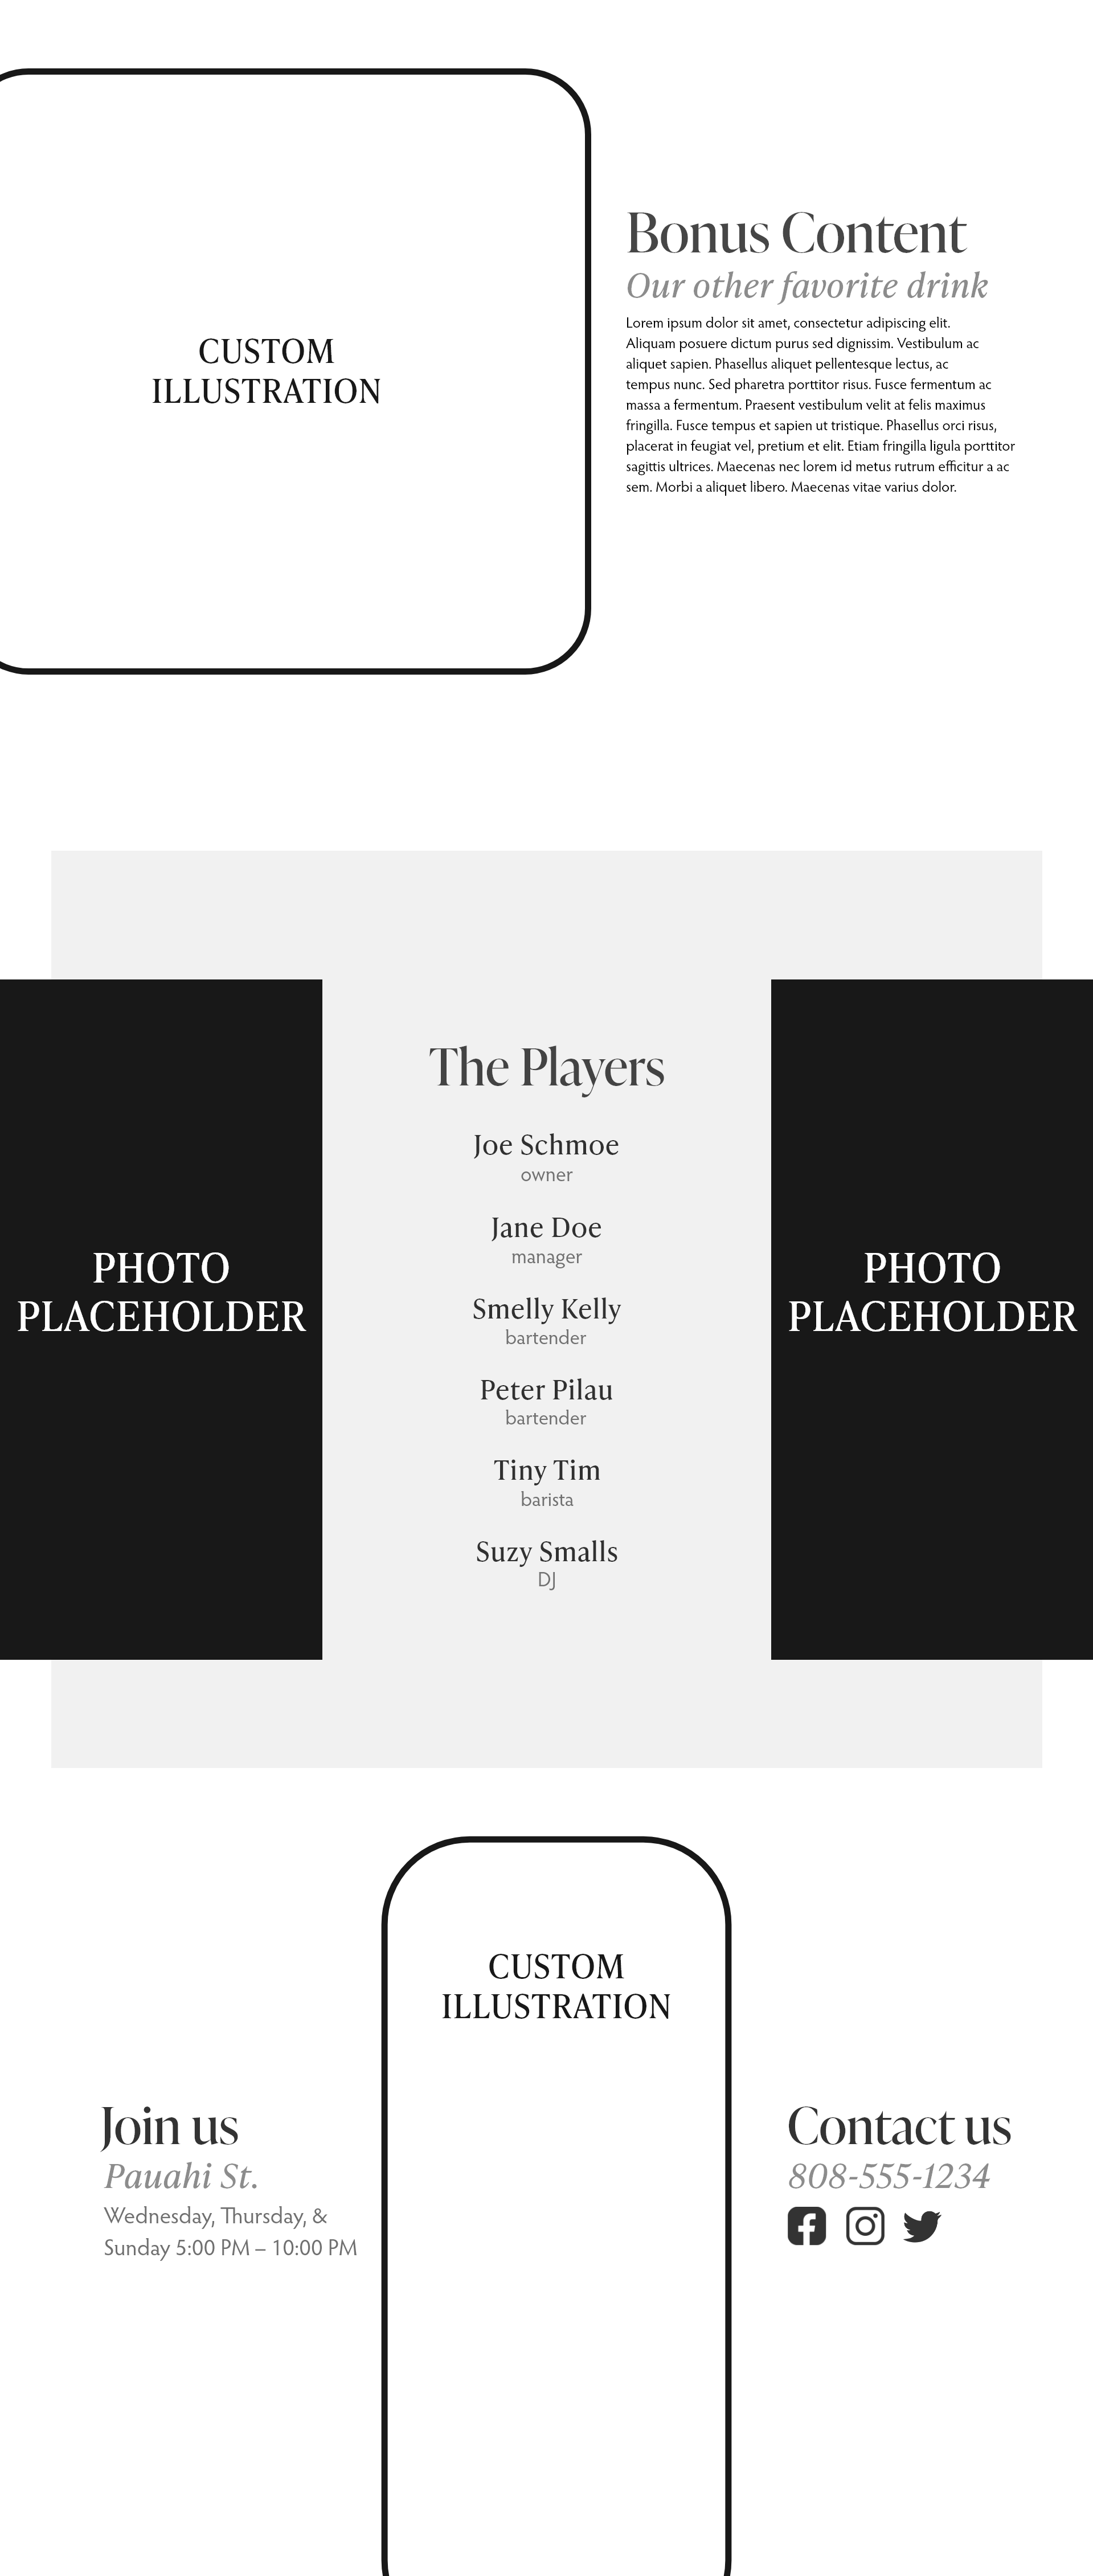 CUSTOM
ILLUSTRATION
Bonus Content
Our other favorite drink
Lorem ipsum dolor sit amet, consectetur adipiscing elit.
Aliquam posuere dictum purus sed dignissim. Vestibulum ac
aliquet sapien. Phasellus aliquet pellentesque lectus, ac
tempus nunc. Sed pharetra porttitor risus. Fusce fermentum ac
massa a fermentum. Praesent vestibulum velit at felis maximus
fringilla. Fusce tempus et sapien ut tristique. Phasellus orci risus,
placerat in feugiat vel, pretium et elit. Etiam fringilla ligula porttitor
sagittis ultrices. Maecenas nec lorem id metus rutrum efficitur a ac
sem. Morbi a aliquet libero. Maecenas vitae varius dolor.
PHOTO
PLACEHOLDER
The Players
Joe Schmoe
owner
Jane Doe
manager
Smelly Kelly
bartender
Peter Pilau
bartender
Tiny Tim
barista
Suzy Smalls
DJ
PHOTO
PLACEHOLDER
CUSTOM
ILLUSTRATION
Join us
Pauahi St.
Wednesday, Thursday, &
Sunday 5:00 PM – 10:00 PM
Contact us
808-555-1234